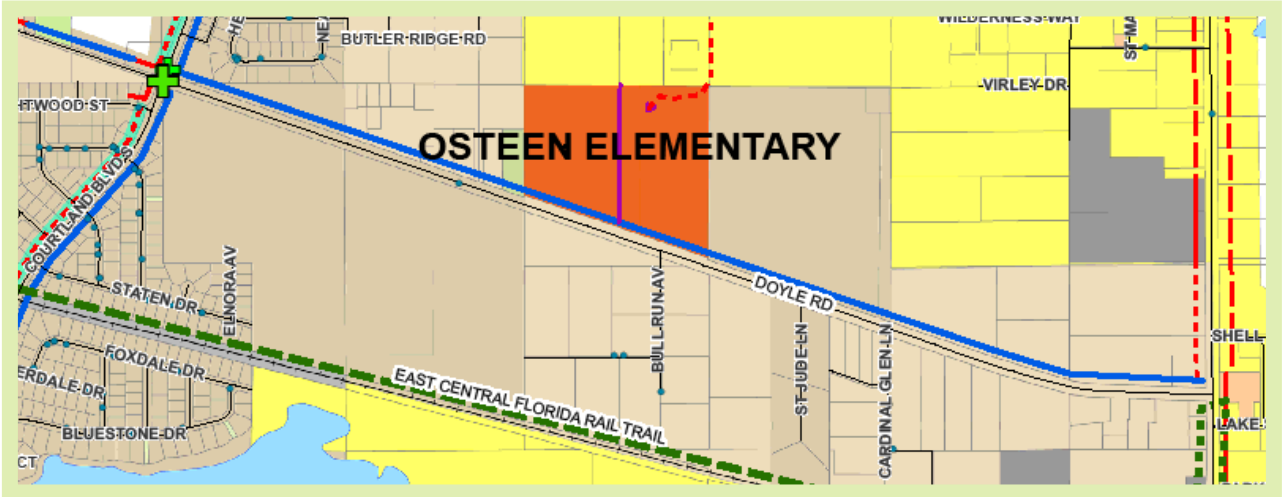 BUTLER RIDGE RD
VIRLEY DR
HTWOOD ST
OSTEEN ELEMENTARY
COURTLAND BLVD S
ELNORA AV
STATEN DR
DOYLE RD
BULL RUN AV
FOXDALE DR
ERDALE DR
EAST CENTRAL FLORIDA RAIL TRAIL
ST JUDE LN
CARDINAL GLEN LN
SHELL
LAKE
BLUESTONE DR
CT